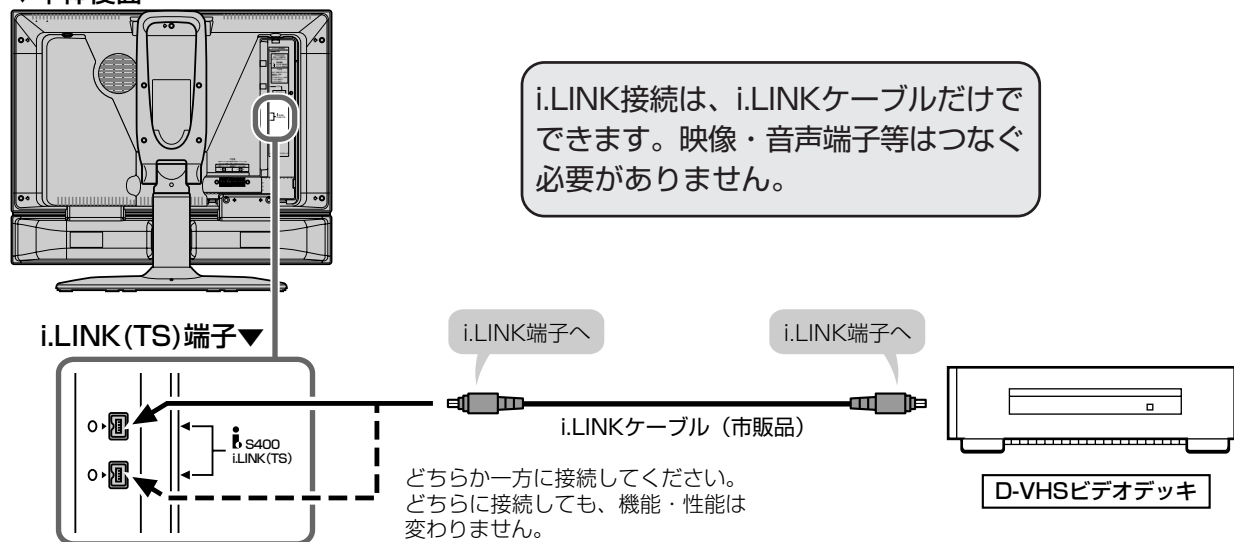 i.LINK接続は、i.LINKケーブルだけで
できます。映像・音声端子等はつなぐ
必要がありません。
i.LINK(TS)端子▼
i.LINK端子へ
i.LINK端子へ
i.LINKケーブル（市販品）
S400
i.LINK(TS)
どちらか一方に接続してください。
どちらに接続しても、機能・性能は
変わりません。
D-VHSビデオデッキ